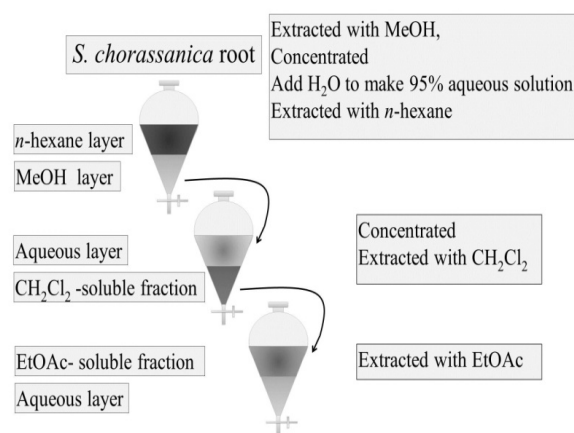 S. chorassanica root
Extracted with MeOH,
Concentrated
Add H₂O to make 95% aqueous solution
Extracted with n-hexane
n-hexane layer
MeOH layer
Aqueous layer
CH₂Cl₂ -soluble fraction
Concentrated
Extracted with CH₂Cl₂
EtOAc- soluble fraction
Aqueous layer
Extracted with EtOAc